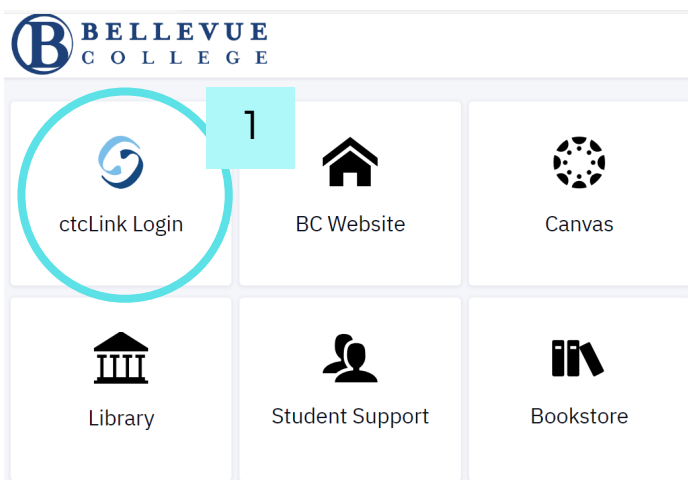 B BELLEVUE
COLLEGE
1
ctcLink Login
BC Website
Canvas
Library
Student Support
Bookstore